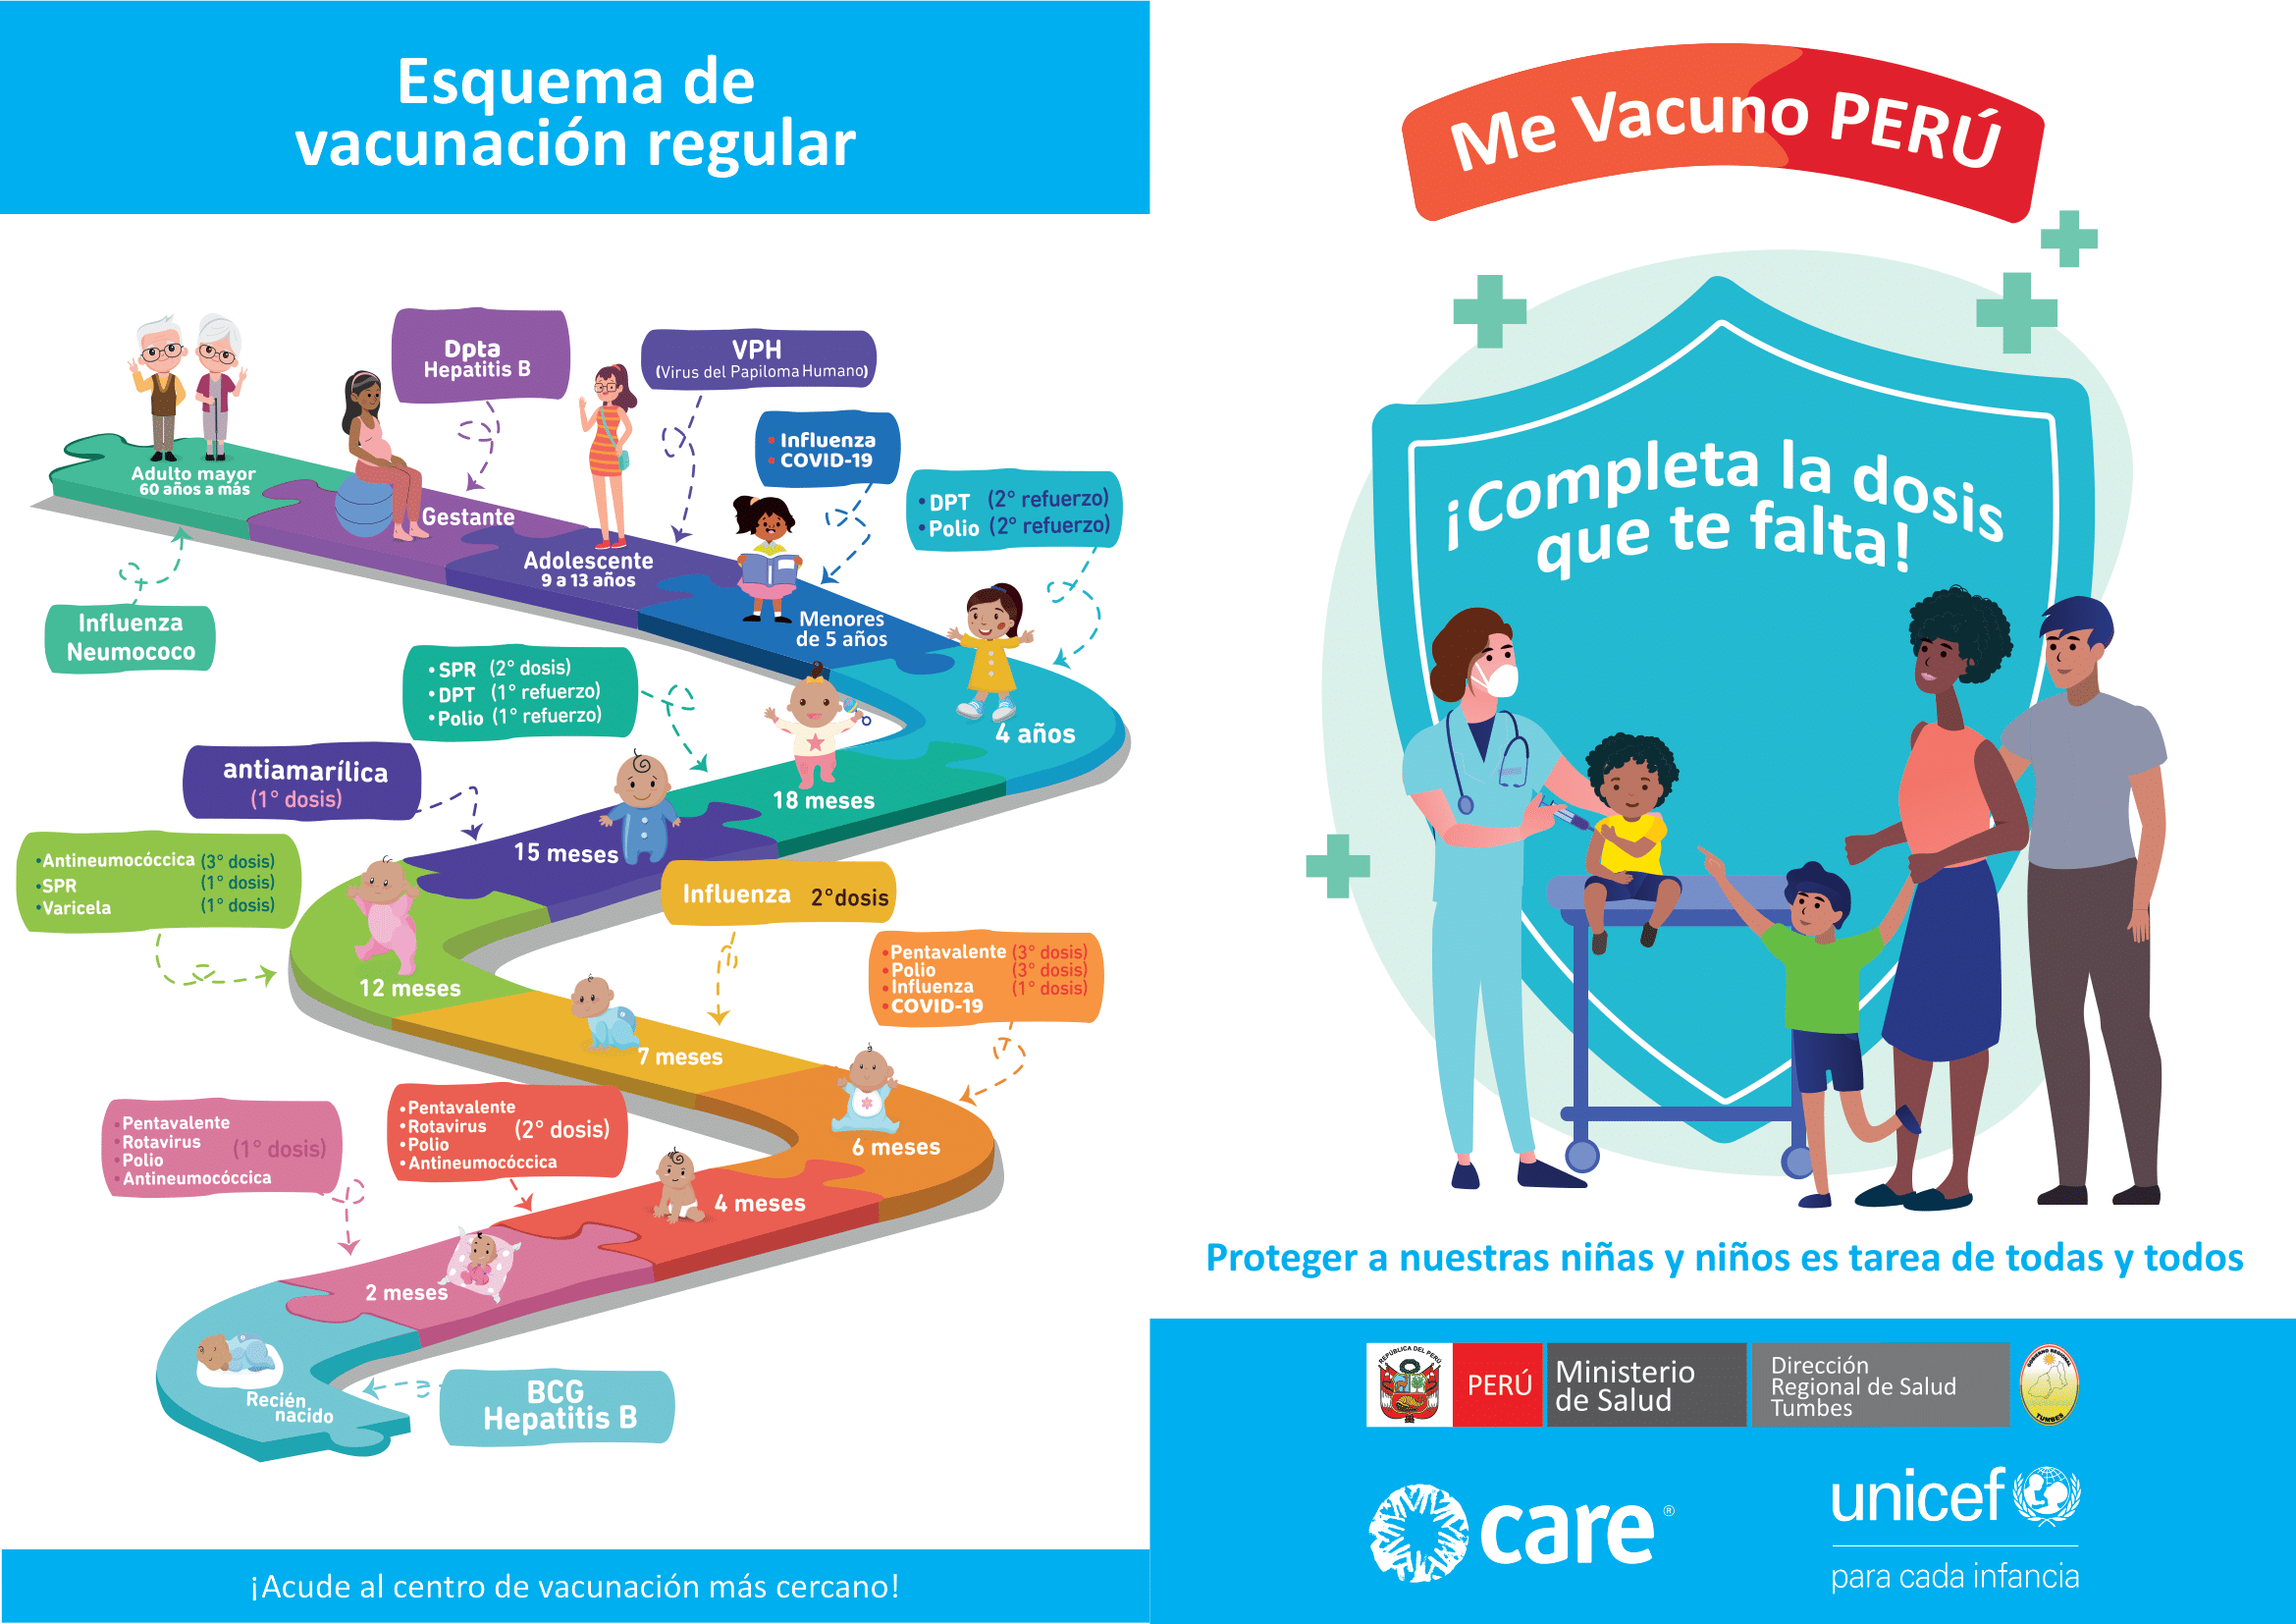 Esquema de
vacunación regular
Dpta
Hepatitis B
VPH
(Virus del Papiloma Humano)
• Influenza
• COVID-19
• DPT (2° refuerzo)
• Polio (2° refuerzo)
Adulto mayor
60 años a más
Gestante
Adolescente
9 a 13 años
Menores
de 5 años
4 años
Influenza
Neumococo
• SPR (2° dosis)
• DPT (1° refuerzo)
• Polio (1° refuerzo)
18 meses
antiamarílica
(1° dosis)
15 meses
• Antineumocóccica (3° dosis)
• SPR (1° dosis)
• Varicela (1° dosis)
12 meses
Influenza 2°dosis
7 meses
• Pentavalente (3° dosis)
• Polio (3° dosis)
• Influenza (1° dosis)
• COVID-19
6 meses
• Pentavalente
• Rotavirus (2° dosis)
• Polio
• Antineumocóccica
4 meses
• Pentavalente
• Rotavirus (1° dosis)
• Polio
• Antineumocóccica
2 meses
Recién
nacido
BCG
Hepatitis B
¡Acude al centro de vacunación más cercano!
Me Vacuno PERÚ
¡Completa la dosis
que te falta!
Proteger a nuestras niñas y niños es tarea de todas y todos
REPÚBLICA DEL PERÚ
PERÚ
Ministerio
de Salud
Dirección
Regional de Salud
Tumbes
GOBIERNO REGIONAL
TUMBES
care®
unicef
para cada infancia